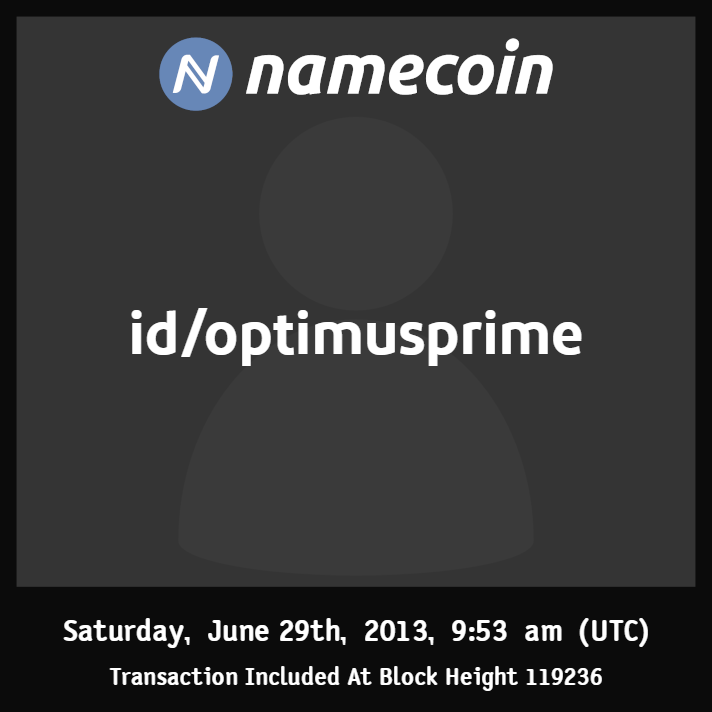 namecoin
id/optimusprime
Saturday, June 29th, 2013, 9:53 am (UTC)
Transaction Included At Block Height 119236